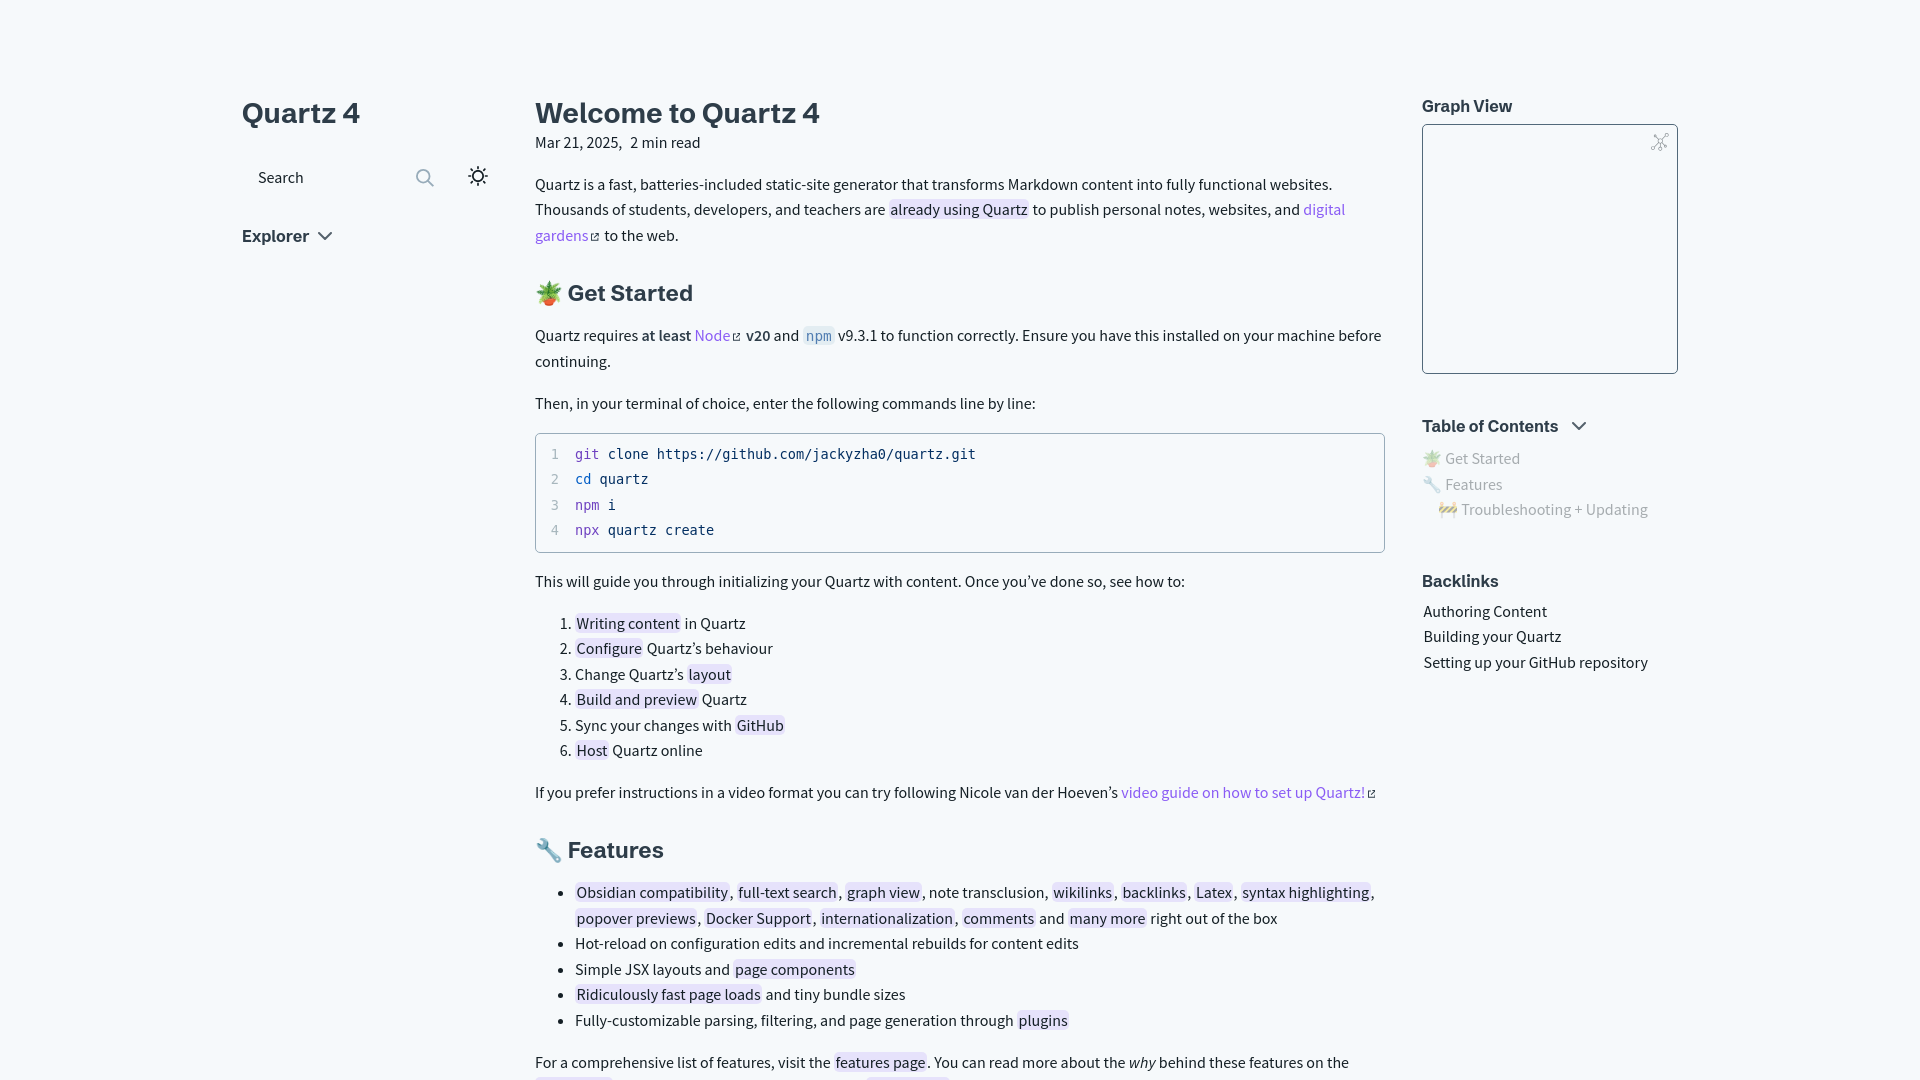 Quartz 4
Search
Explorer
Welcome to Quartz 4
Mar 21, 2025, 2 min read
Quartz is a fast, batteries-included static-site generator that transforms Markdown content into fully functional websites.
Thousands of students, developers, and teachers are already using Quartz to publish personal notes, websites, and digital
gardens to the web.
🪴 Get Started
Quartz requires at least Node v20 and npm v9.3.1 to function correctly. Ensure you have this installed on your machine before
continuing.
Then, in your terminal of choice, enter the following commands line by line:
1 git clone https://github.com/jackyzha0/quartz.git
2 cd quartz
3 npm i
4 npx quartz create
This will guide you through initializing your Quartz with content. Once you’ve done so, see how to:
1. Writing content in Quartz
2. Configure Quartz’s behaviour
3. Change Quartz’s layout
4. Build and preview Quartz
5. Sync your changes with GitHub
6. Host Quartz online
If you prefer instructions in a video format you can try following Nicole van der Hoeven’s video guide on how to set up Quartz!
🔧 Features
• Obsidian compatibility, full-text search, graph view, note transclusion, wikilinks, backlinks, Latex, syntax highlighting,
popover previews, Docker Support, internationalization, comments and many more right out of the box
• Hot-reload on configuration edits and incremental rebuilds for content edits
• Simple JSX layouts and page components
• Ridiculously fast page loads and tiny bundle sizes
• Fully-customizable parsing, filtering, and page generation through plugins
For a comprehensive list of features, visit the features page. You can read more about the why behind these features on the
Graph View
Table of Contents
🪴 Get Started
🔧 Features
🚧 Troubleshooting + Updating
Backlinks
Authoring Content
Building your Quartz
Setting up your GitHub repository